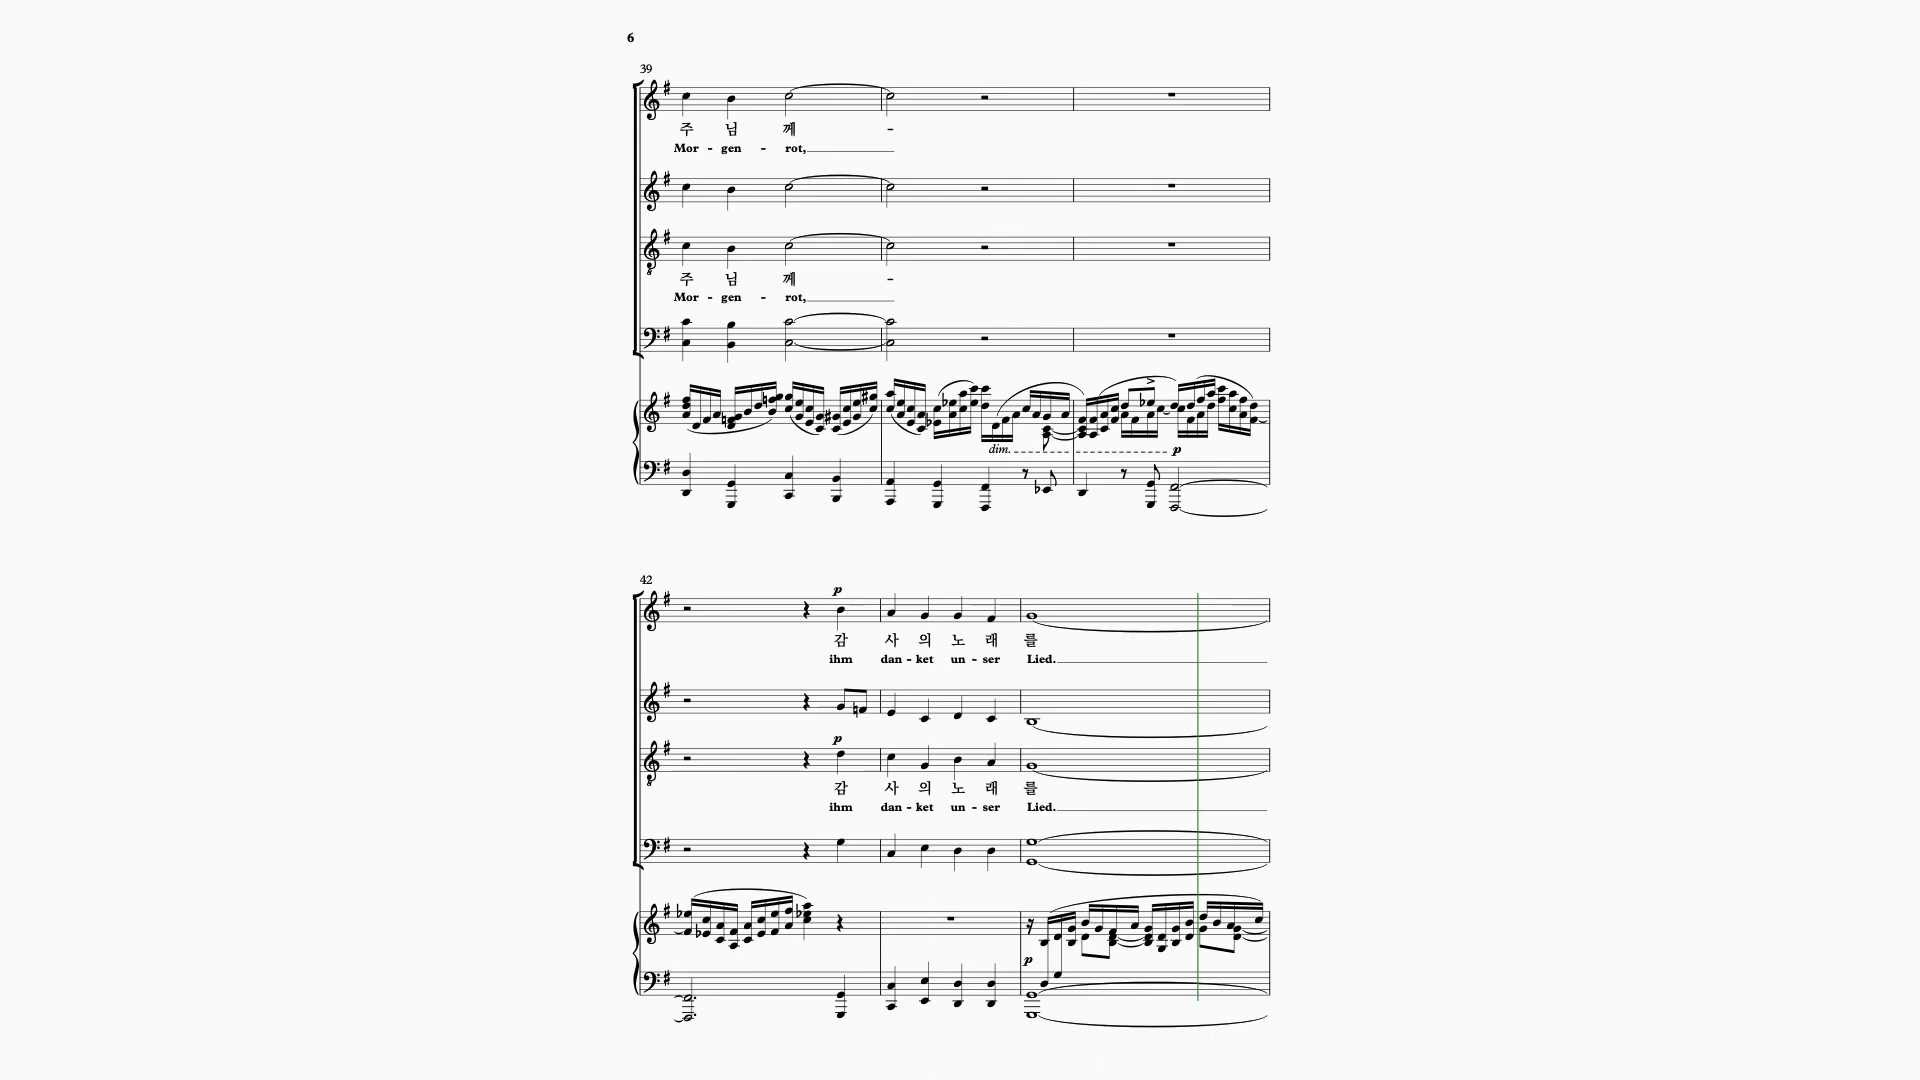 6
39
주 님 께 -
Mor - gen - rot,
주 님 께 -
Mor - gen - rot,
dim.
p
42
p
감 사 의 노 래 를
ihm dan - ket un - ser Lied.
p
감 사 의 노 래 를
ihm dan - ket un - ser Lied.
p